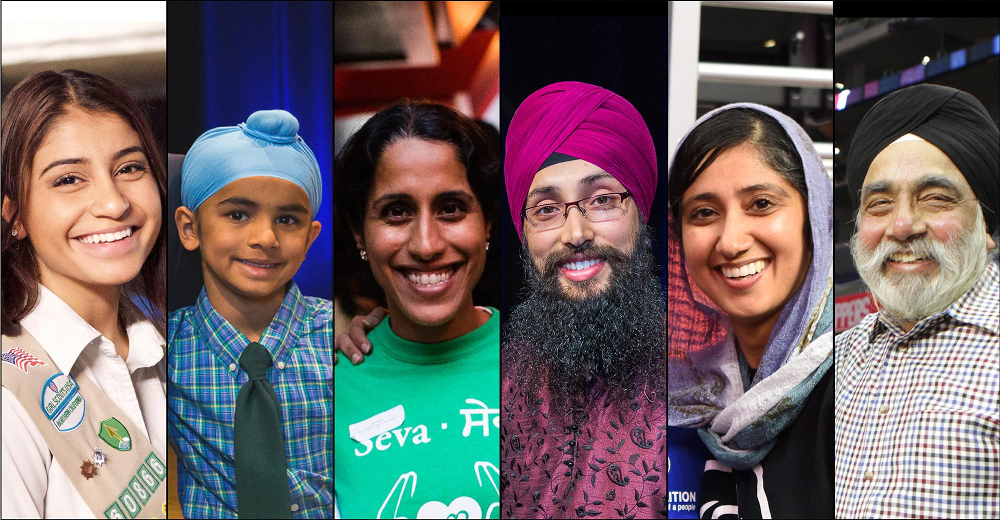 GIRL SCOUTS USA
NORTHERN CALIFORNIA
60866
Seva · ਸੇ
ITION
of a people
PPERS